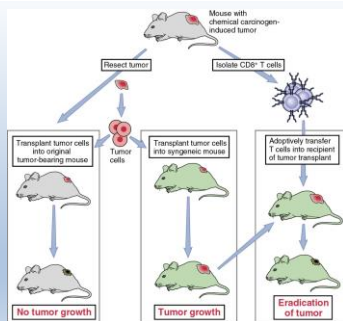 Mouse with
chemical carcinogen-
induced tumor
Resect tumor
Isolate CD8+ T cells
Transplant tumor cells
into original
tumor-bearing mouse
Tumor
cells
Transplant tumor cells
into syngeneic mouse
Adoptively transfer
T cells into recipient
of tumor transplant
No tumor growth
Tumor growth
Eradication
of tumor